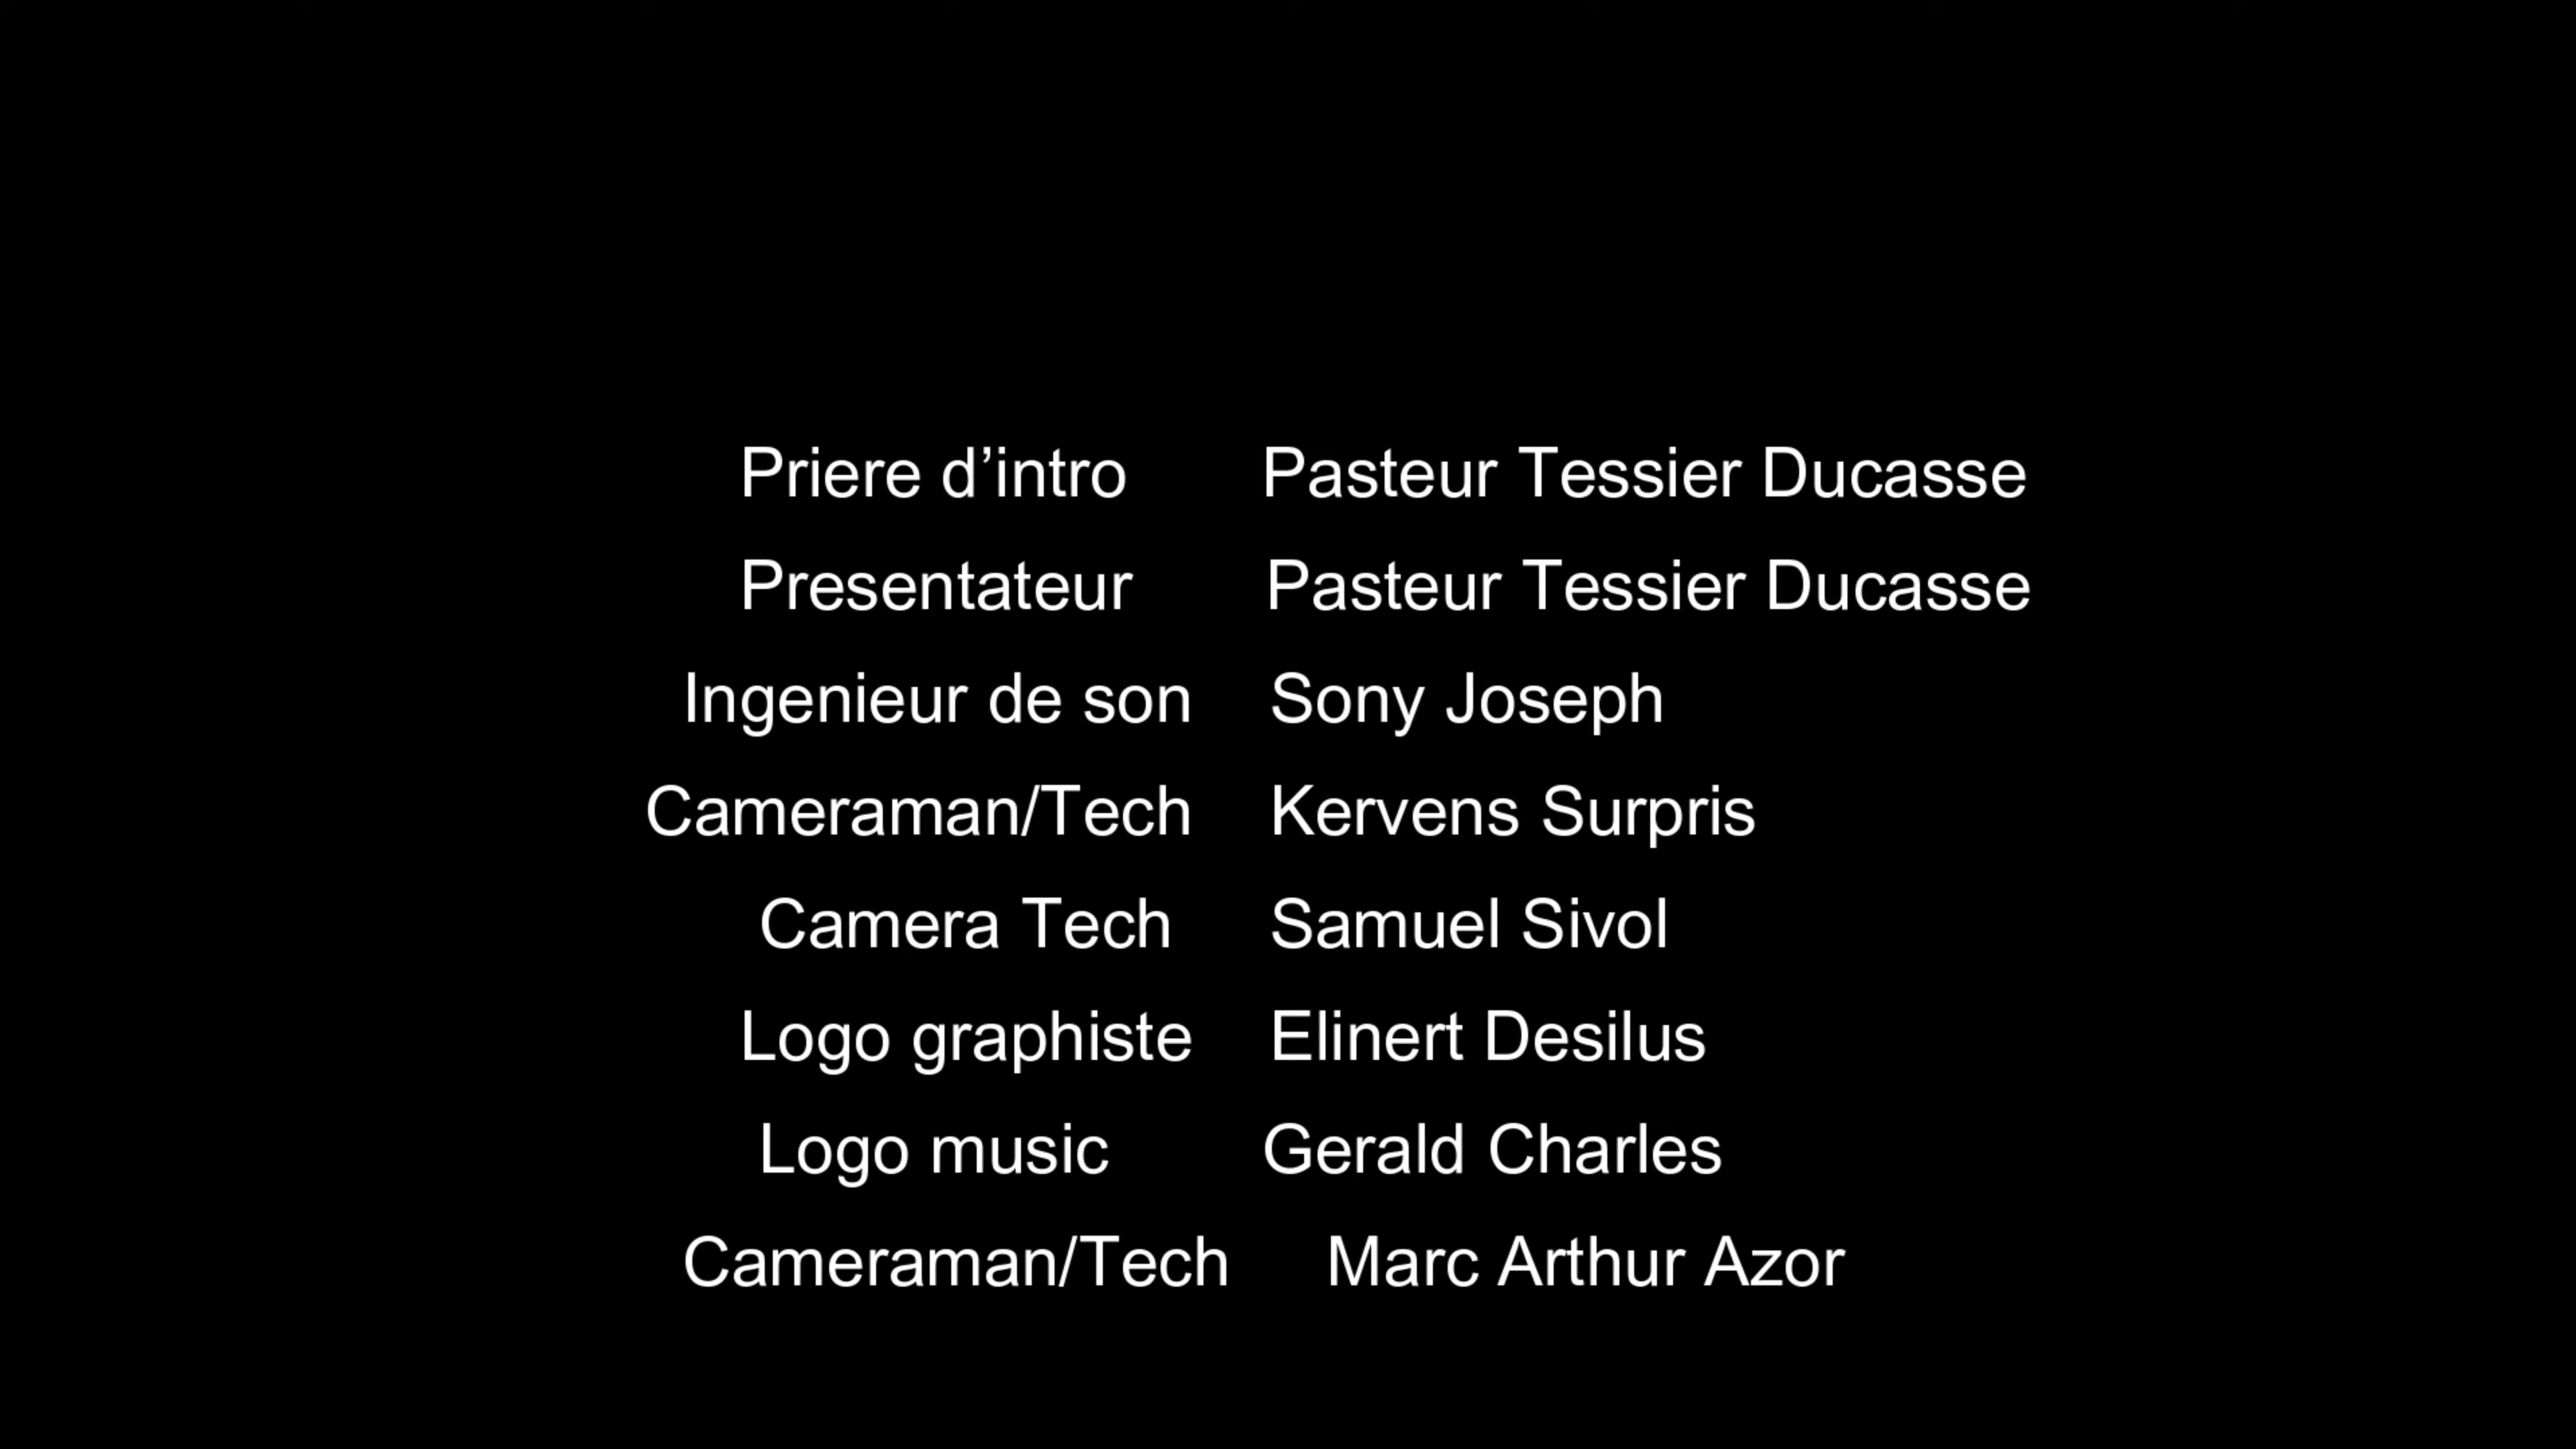 Priere d’intro Pasteur Tessier Ducasse
Presentateur Pasteur Tessier Ducasse
Ingenieur de son Sony Joseph
Cameraman/Tech Kervens Surpris
Camera Tech Samuel Sivol
Logo graphiste Elinert Desilus
Logo music Gerald Charles
Cameraman/Tech Marc Arthur Azor